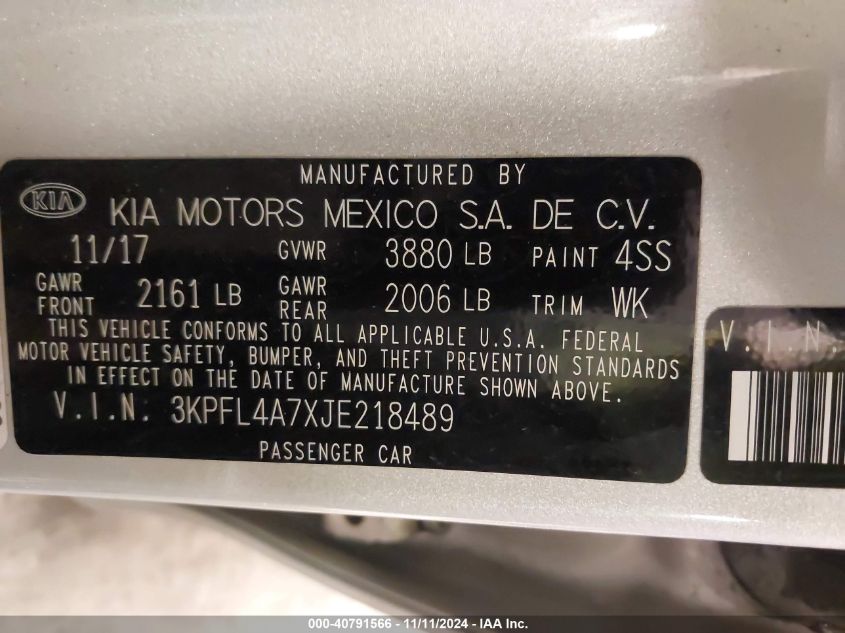 MANUFACTURED BY
KIA KIA MOTORS MEXICO S.A. DE C.V.
11/17 GVWR 3880 LB PAINT 4SS
GAWR FRONT 2161 LB GAWR REAR 2006 LB TRIM WK
THIS VEHICLE CONFORMS TO ALL APPLICABLE U.S.A. FEDERAL
MOTOR VEHICLE SAFETY, BUMPER, AND THEFT PREVENTION STANDARDS
IN EFFECT ON THE DATE OF MANUFACTURE SHOWN ABOVE.
V.I.N. 3KPFL4A7XJE218489
PASSENGER CAR
V.I.N.
000-40791566 - 11/11/2024 - IAA Inc.